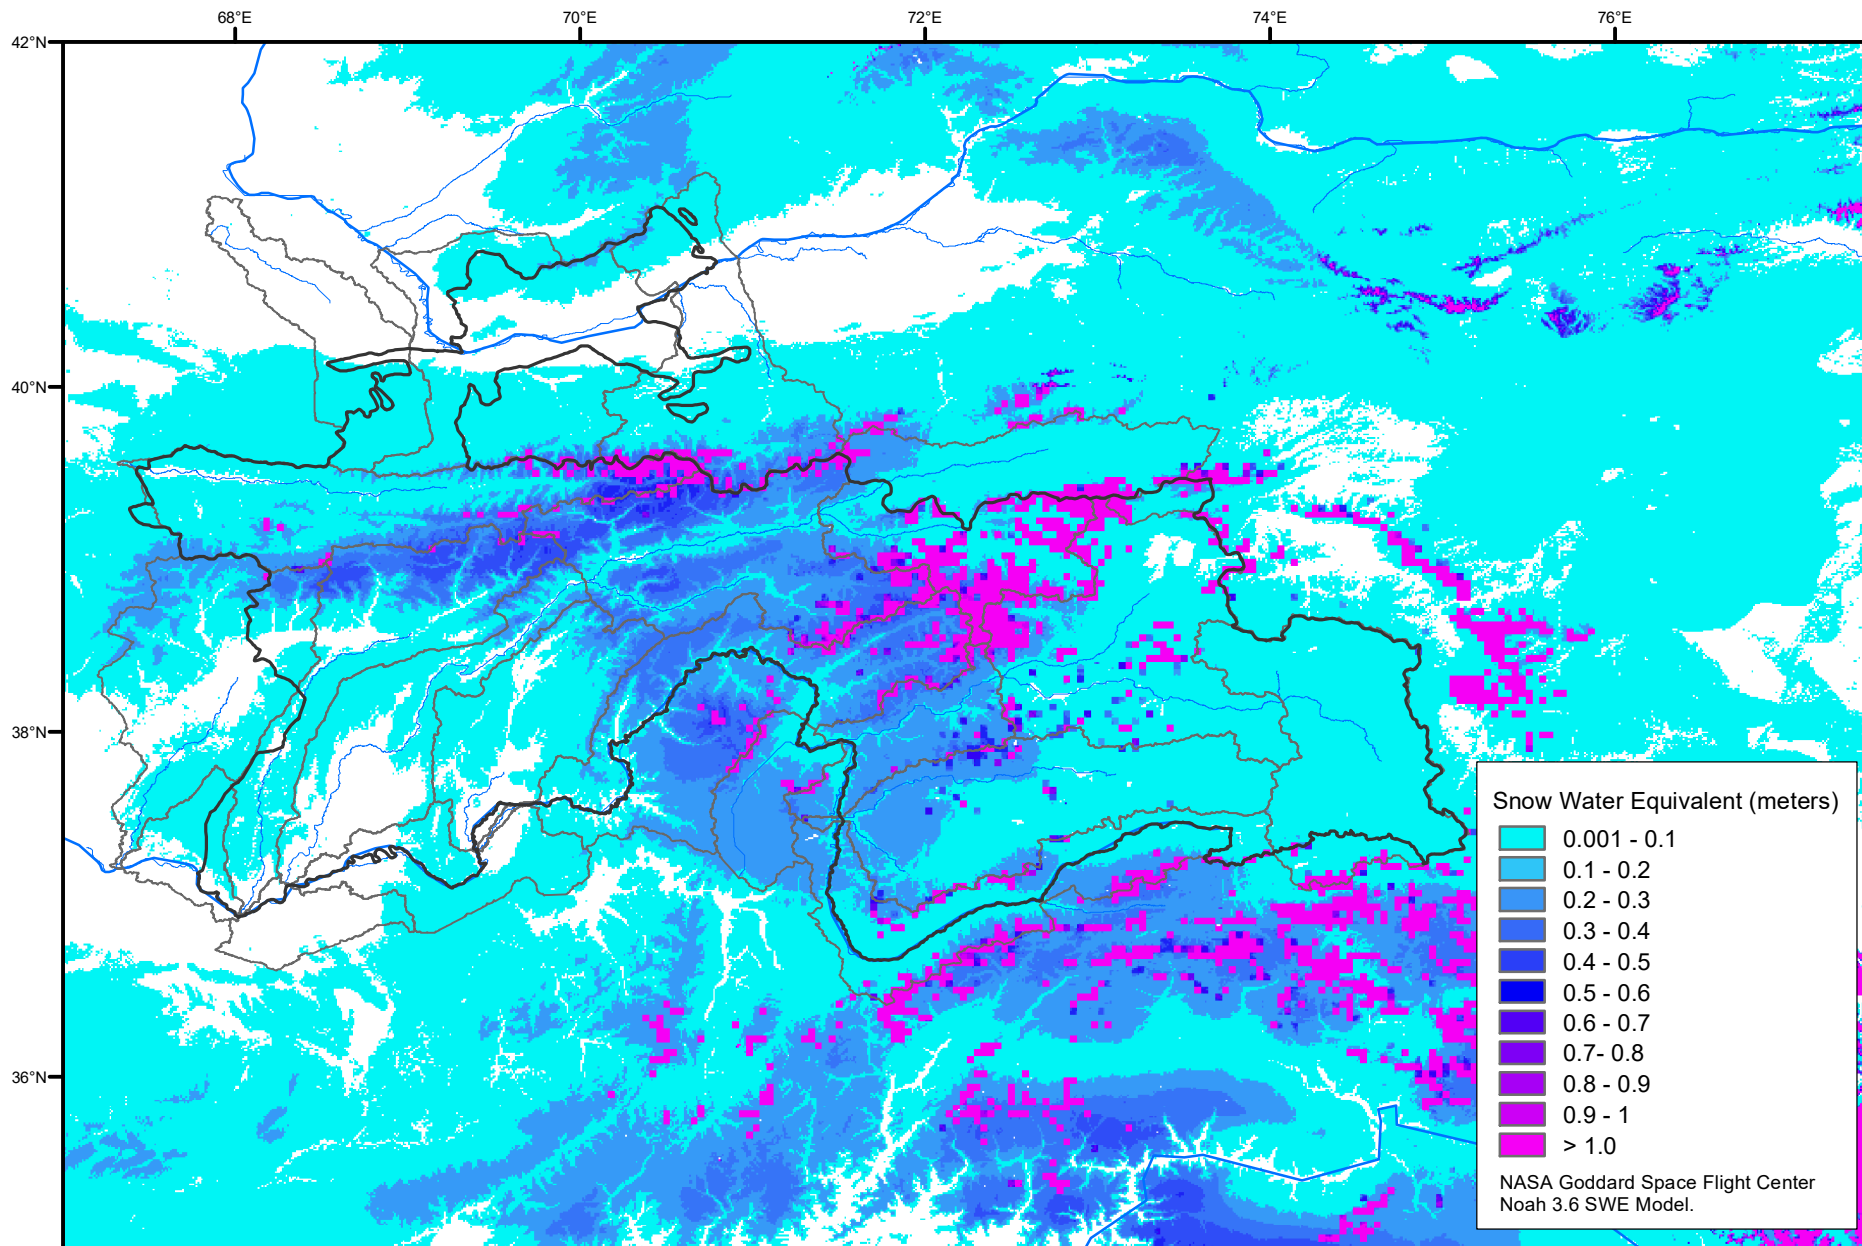 68°E 70°E 72°E 74°E 76°E
42°N
40°N
38°N
36°N
Snow Water Equivalent (meters)
0.001 - 0.1
0.1 - 0.2
0.2 - 0.3
0.3 - 0.4
0.4 - 0.5
0.5 - 0.6
0.6 - 0.7
0.7- 0.8
0.8 - 0.9
0.9 - 1
> 1.0
NASA Goddard Space Flight Center
Noah 3.6 SWE Model.